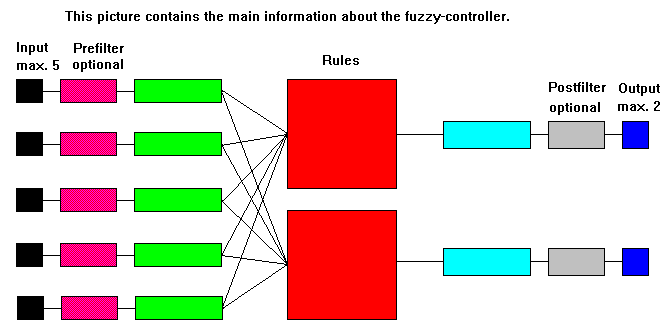 This picture contains the main information about the fuzzy-controller.
Input
max. 5
Prefilter
optional
Rules
Postfilter
optional
Output
max. 2